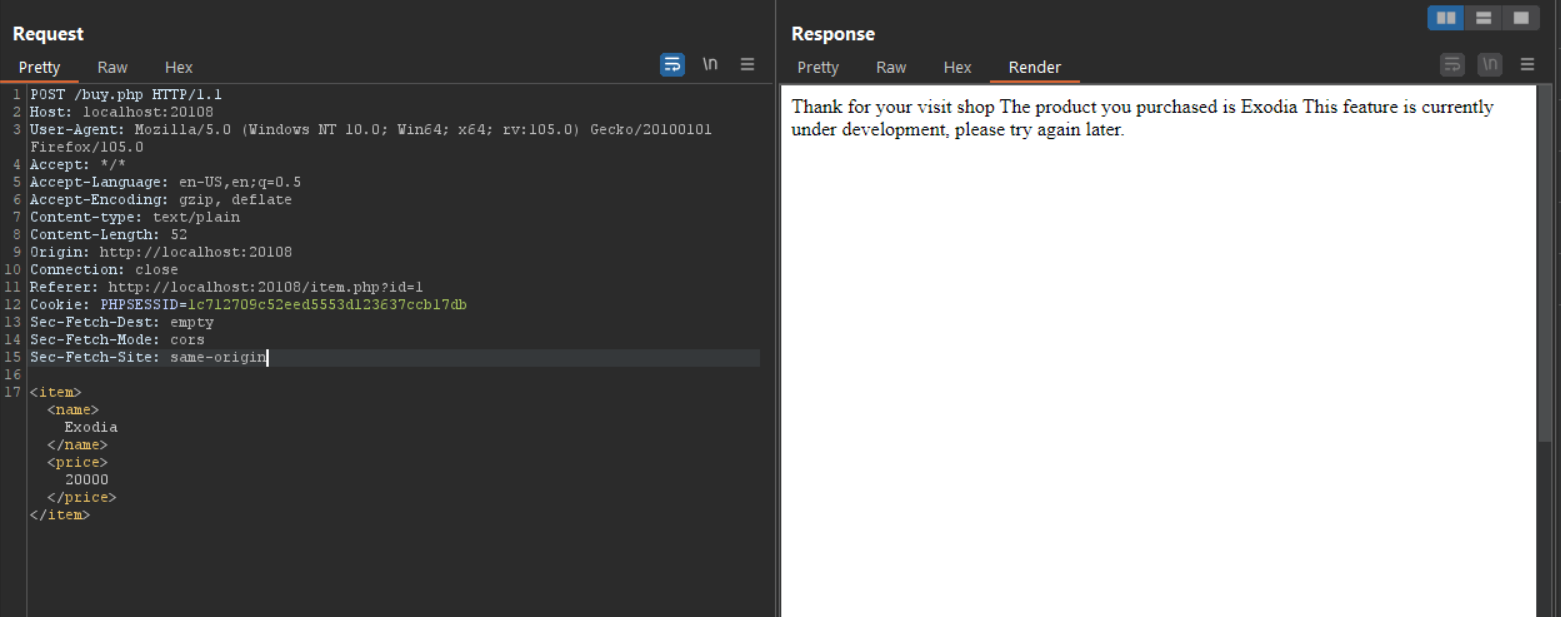 Request
Pretty Raw Hex \n
1 POST /buy.php HTTP/1.1
2 Host: localhost:20108
3 User-Agent: Mozilla/5.0 (Windows NT 10.0; Win64; x64; rv:105.0) Gecko/20100101
Firefox/105.0
4 Accept: */*
5 Accept-Language: en-US,en;q=0.5
6 Accept-Encoding: gzip, deflate
7 Content-type: text/plain
8 Content-Length: 52
9 Origin: http://localhost:20108
10 Connection: close
11 Referer: http://localhost:20108/item.php?id=1
12 Cookie: PHPSESSID=1c712709c52eed5553d123637ccb17db
13 Sec-Fetch-Dest: empty
14 Sec-Fetch-Mode: cors
15 Sec-Fetch-Site: same-origin
16
17 <item>
<name>
Exodia
</name>
<price>
20000
</price>
</item>
Response
Pretty Raw Hex Render \n
Thank for your visit shop The product you purchased is Exodia This feature is currently
under development, please try again later.